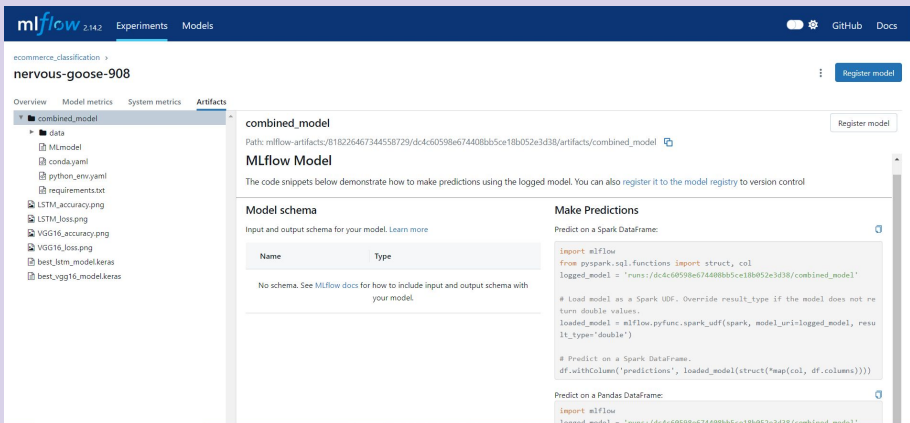 mlflow 2.14.2 Experiments Models GitHub Docs
ecommerce_classification >
nervous-goose-908
Register model
Overview Model metrics System metrics Artifacts
combined_model
data
MLmodel
conda.yaml
python_env.yaml
requirements.txt
LSTM_accuracy.png
LSTM_loss.png
VGG16_accuracy.png
VGG16_loss.png
best_lstm_model.keras
best_vgg16_model.keras
combined_model
Register model
Path: mlflow-artifacts:/818226467344558729/dc4c60598e674408bb5ce18b052e3d38/artifacts/combined_model
MLflow Model
The code snippets below demonstrate how to make predictions using the logged model. You can also register it to the model registry to version control
Model schema
Input and output schema for your model. Learn more
Name Type
No schema. See MLflow docs for how to include input and output schema with
your model.
Make Predictions
Predict on a Spark DataFrame:
import mlflow
from pyspark.sql.functions import struct, col
logged_model = 'runs:/dc4c60598e674408bb5ce18b052e3d38/combined_model'
# Load model as a Spark UDF. Override result_type if the model does not re
turn double values.
loaded_model = mlflow.pyfunc.spark_udf(spark, model_uri=logged_model, resu
lt_type='double')
# Predict on a Spark DataFrame.
df.withColumn('predictions', loaded_model(struct(*map(col, df.columns))))
Predict on a Pandas DataFrame:
import mlflow
logged_model = 'runs:/dc4c60598e674408bb5ce18b052e3d38/combined_model'